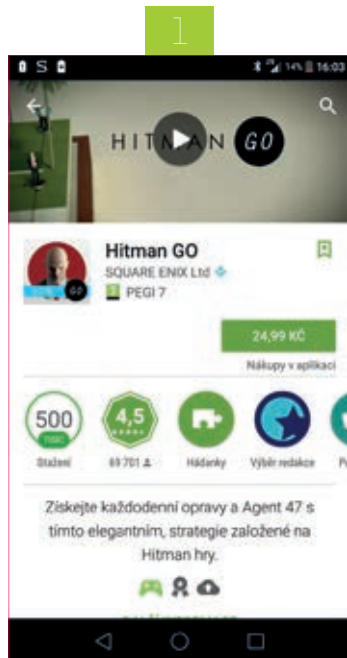 1
14% 16:03
HITMAN GO
Hitman GO
SQUARE ENIX Ltd
PEGI 7
24,99 KČ
Nákupy v aplikaci
500
TISÍC
4,5
Stažení
69 701
Hádanky
Výběr redakce
Získejte každodenní opravy a Agent 47 s
tímto elegantním, strategie založené na
Hitman hry.